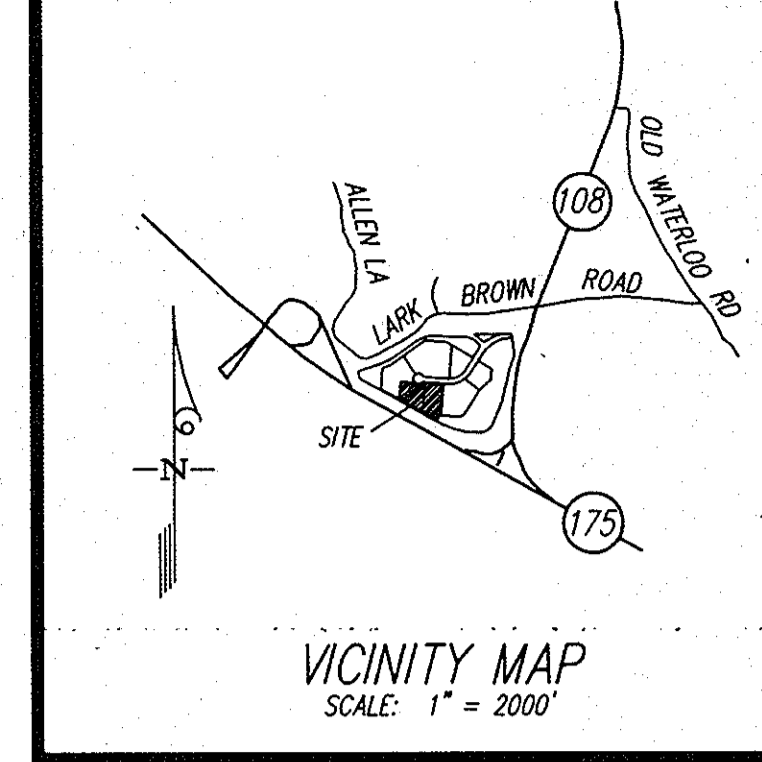 OLD WATERLOO RD
108
ALLEN LA
LARK BROWN ROAD
SITE
N
175
VICINITY MAP
SCALE: 1" = 2000'